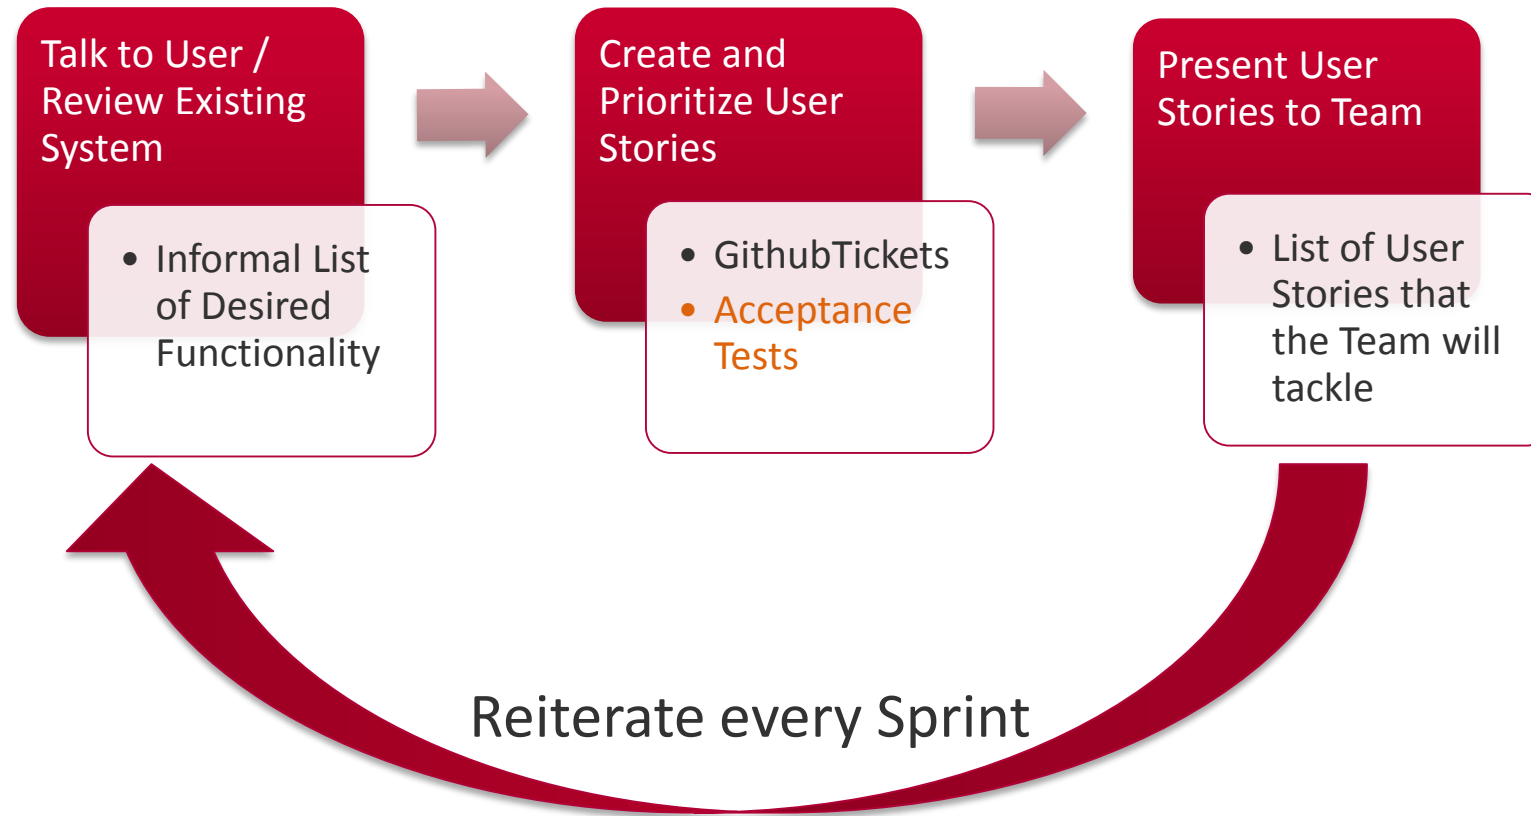 Talk to User /
Review Existing
System
• Informal List
of Desired
Functionality
Create and
Prioritize User
Stories
• GithubTickets
• Acceptance
Tests
Present User
Stories to Team
• List of User
Stories that
the Team will
tackle
Reiterate every Sprint